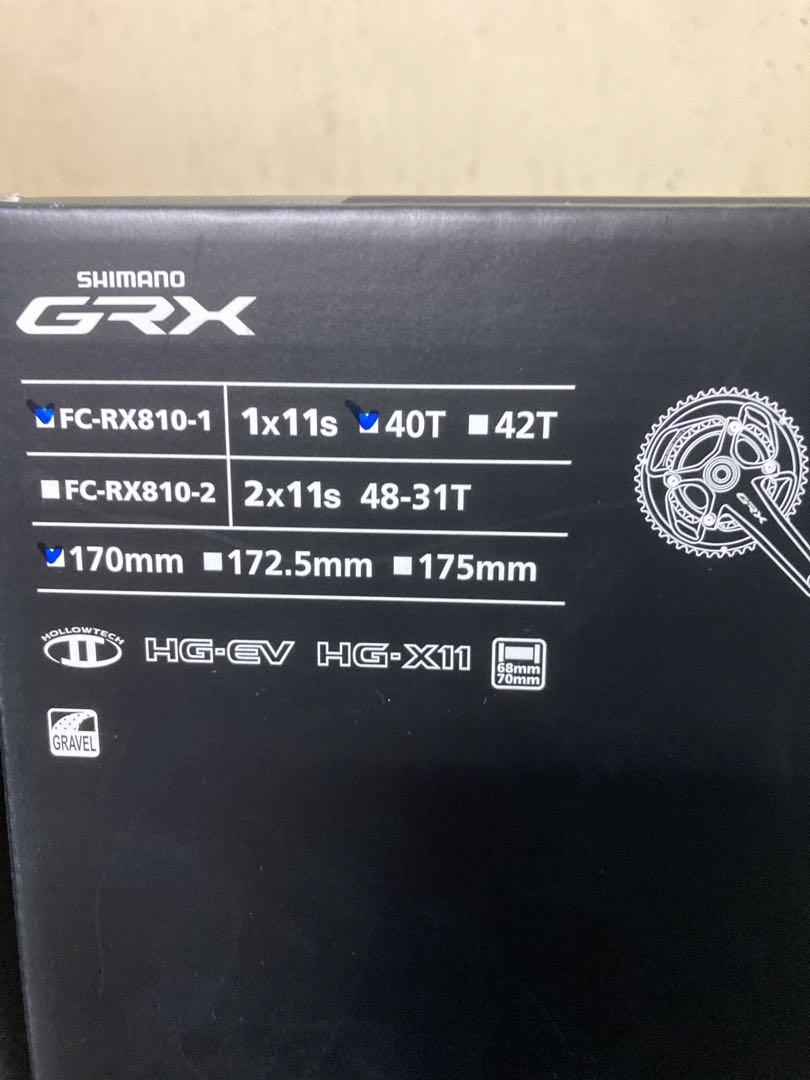 SHIMANO
GRX
FC-RX810-1 1x11s 40T 42T
FC-RX810-2 2x11s 48-31T
170mm 172.5mm 175mm
HOLLOWTECH II HG-EV HG-X11 68mm
70mm
GRAVEL
GRX